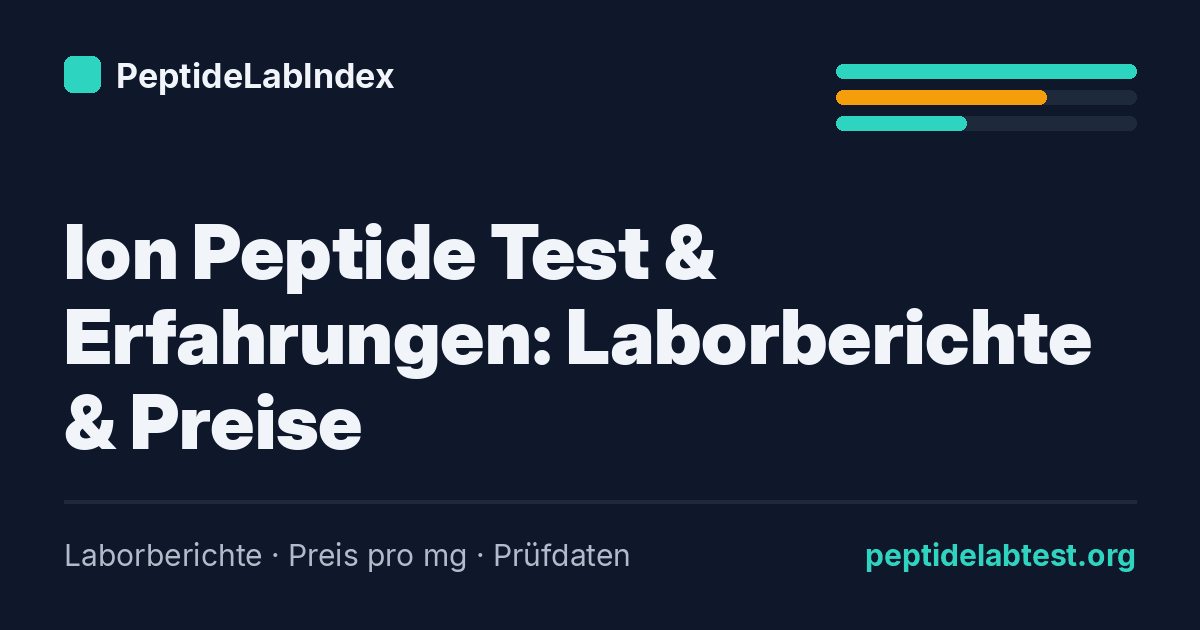 PeptideLabIndex
Ion Peptide Test &
Erfahrungen: Laborberichte
& Preise
Laborberichte · Preis pro mg · Prüfdaten
peptidelabtest.org